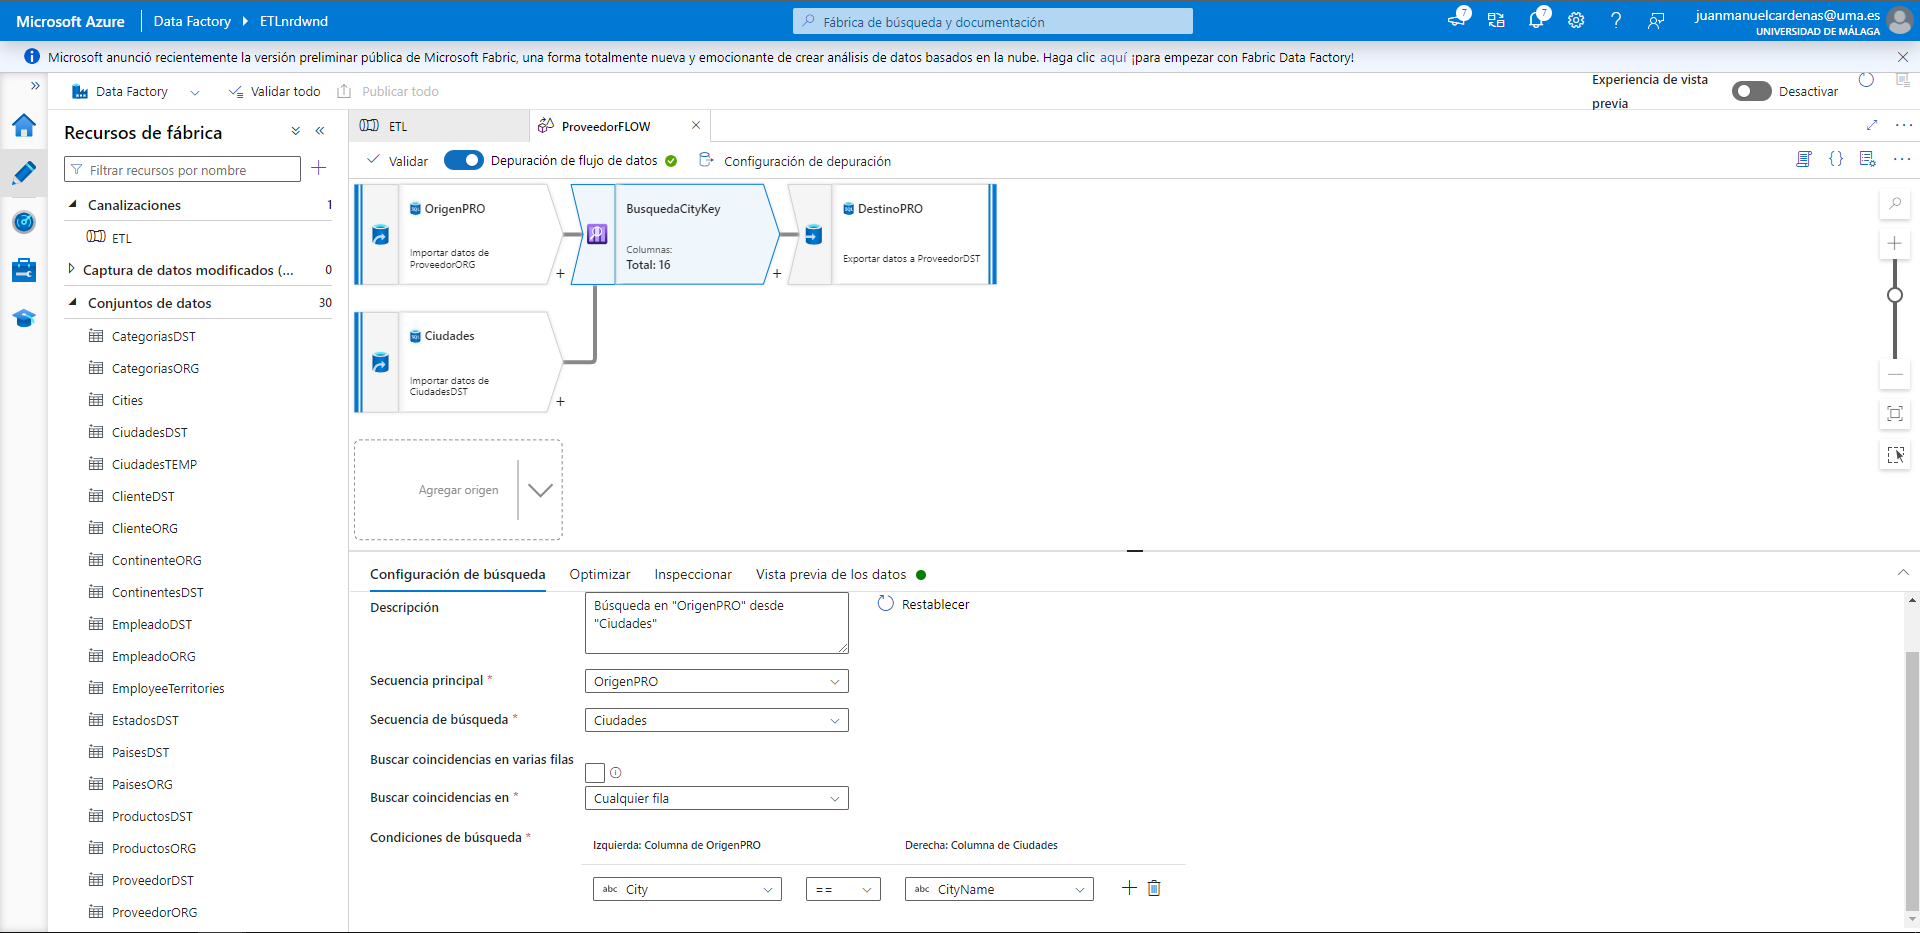 Microsoft Azure
Data Factory
ETLnrdwnd
Fábrica de búsqueda y documentación
7
7
juanmanuelcardenas@uma.es
UNIVERSIDAD DE MÁLAGA
Microsoft anunció recientemente la versión preliminar pública de Microsoft Fabric, una forma totalmente nueva y emocionante de crear análisis de datos basados en la nube. Haga clic aquí ¡para empezar con Fabric Data Factory!
Data Factory
Validar todo
Publicar todo
Experiencia de vista
previa
Desactivar
Recursos de fábrica
Filtrar recursos por nombre
Canalizaciones 1
ETL
Captura de datos modificados (... 0
Conjuntos de datos 30
CategoriasDST
CategoriasORG
Cities
CiudadesDST
CiudadesTEMP
ClienteDST
ClienteORG
ContinenteORG
ContinentesDST
EmpleadoDST
EmpleadoORG
EmployeeTerritories
EstadosDST
PaisesDST
PaisesORG
ProductosDST
ProductosORG
ProveedorDST
ProveedorORG
ETL
ProveedorFLOW
Validar
Depuración de flujo de datos
Configuración de depuración
OrigenPRO
Importar datos de
ProveedorORG
BusquedaCityKey
Columnas:
Total: 16
DestinoPRO
Exportar datos a ProveedorDST
Ciudades
Importar datos de
CiudadesDST
Agregar origen
Configuración de búsqueda
Optimizar
Inspeccionar
Vista previa de los datos
Descripción
Búsqueda en "OrigenPRO" desde
"Ciudades"
Restablecer
Secuencia principal *
OrigenPRO
Secuencia de búsqueda *
Ciudades
Buscar coincidencias en varias filas
Buscar coincidencias en *
Cualquier fila
Condiciones de búsqueda *
Izquierda: Columna de OrigenPRO
Derecha: Columna de Ciudades
abc City
==
abc CityName